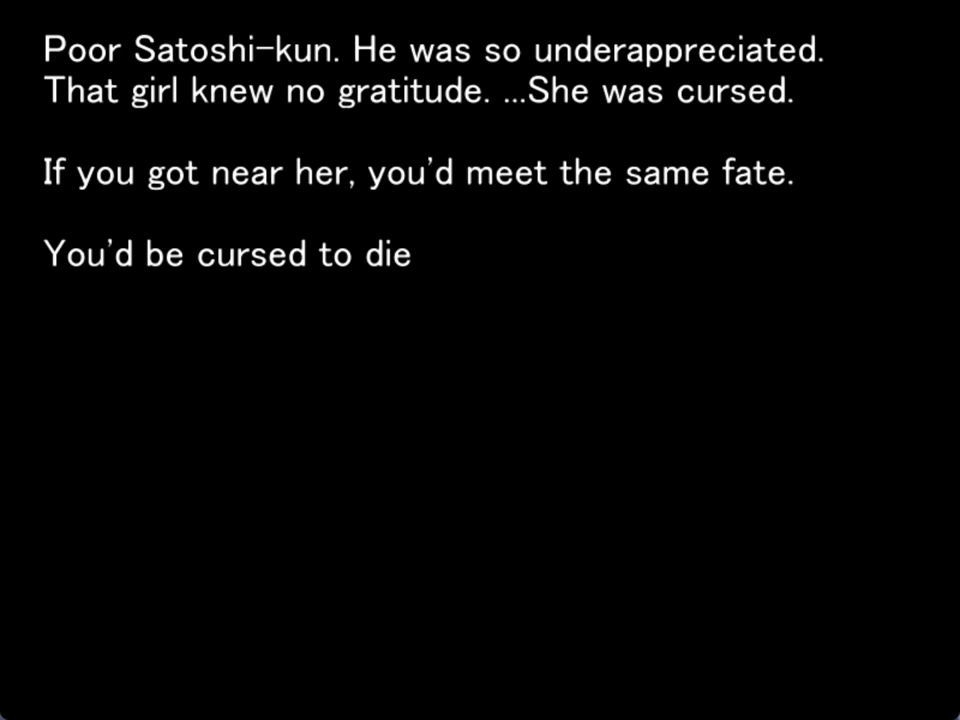 Poor Satoshi-kun. He was so underappreciated.
That girl knew no gratitude. ...She was cursed.
If you got near her, you'd meet the same fate.
You'd be cursed to die